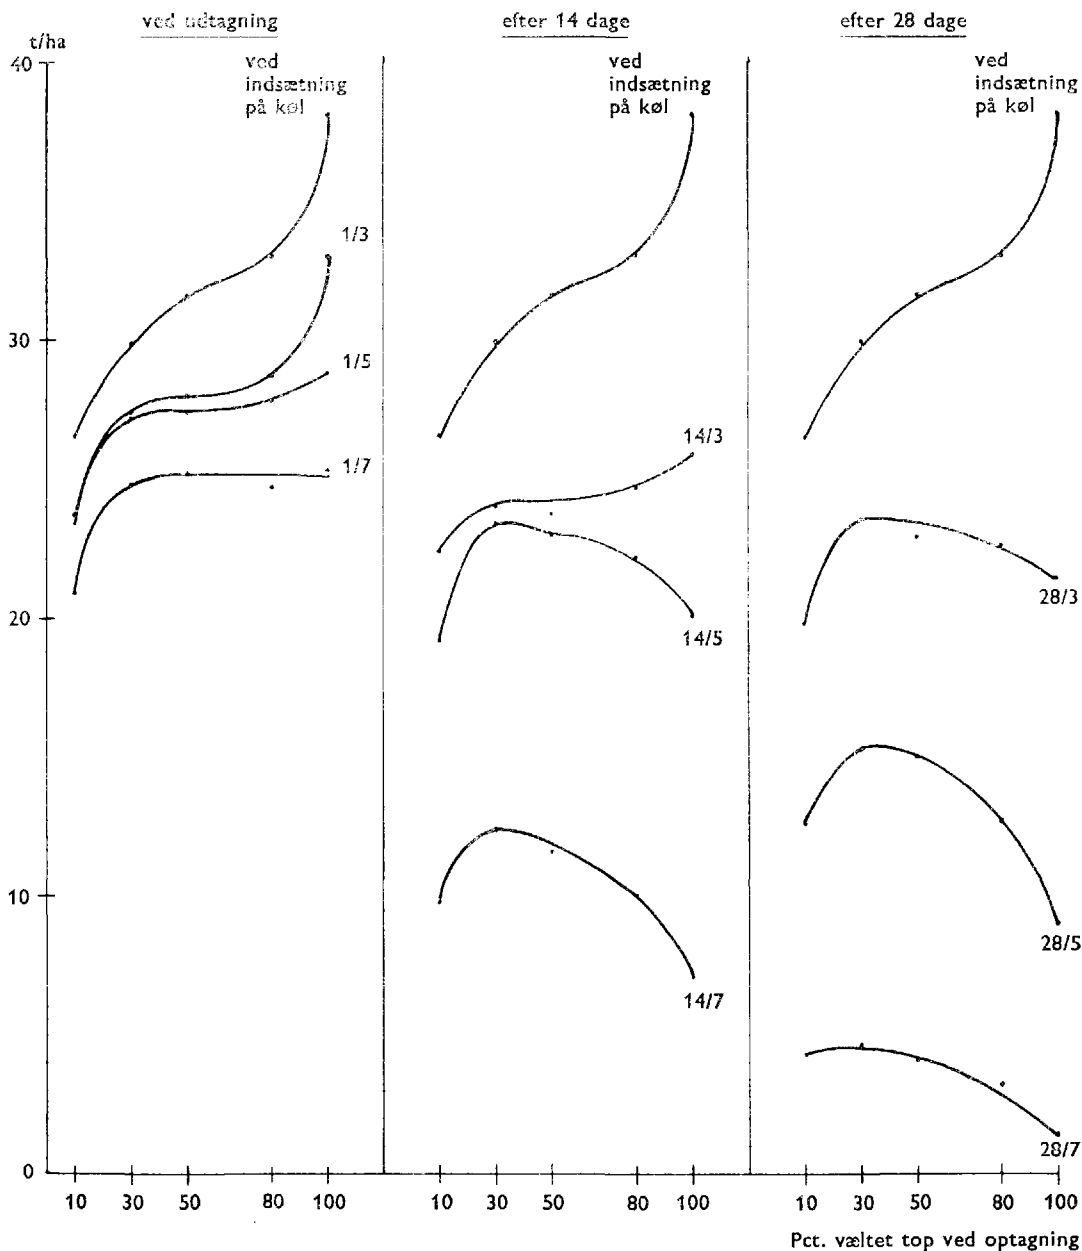 ved udtagning
efter 14 dage
efter 28 dage
t/ha
40
30
20
10
0
ved
indsætning
på køl
1/3
1/5
1/7
ved
indsætning
på køl
14/3
14/5
14/7
ved
indsætning
på køl
28/3
28/5
28/7
10 30 50 80 100
10 30 50 80 100
10 30 50 80 100
Pct. væltet top ved optagning